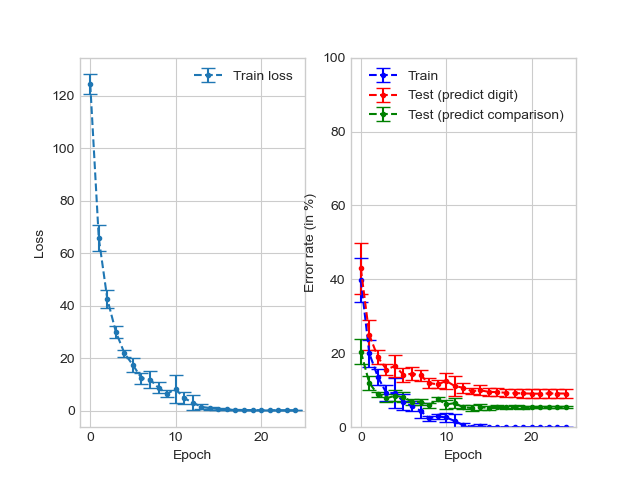 Train loss
120
100
80
60
40
20
0
Loss
0
10
20
Epoch
Train
Test (predict digit)
Test (predict comparison)
100
80
60
40
20
0
Error rate (in %)
0
10
20
Epoch